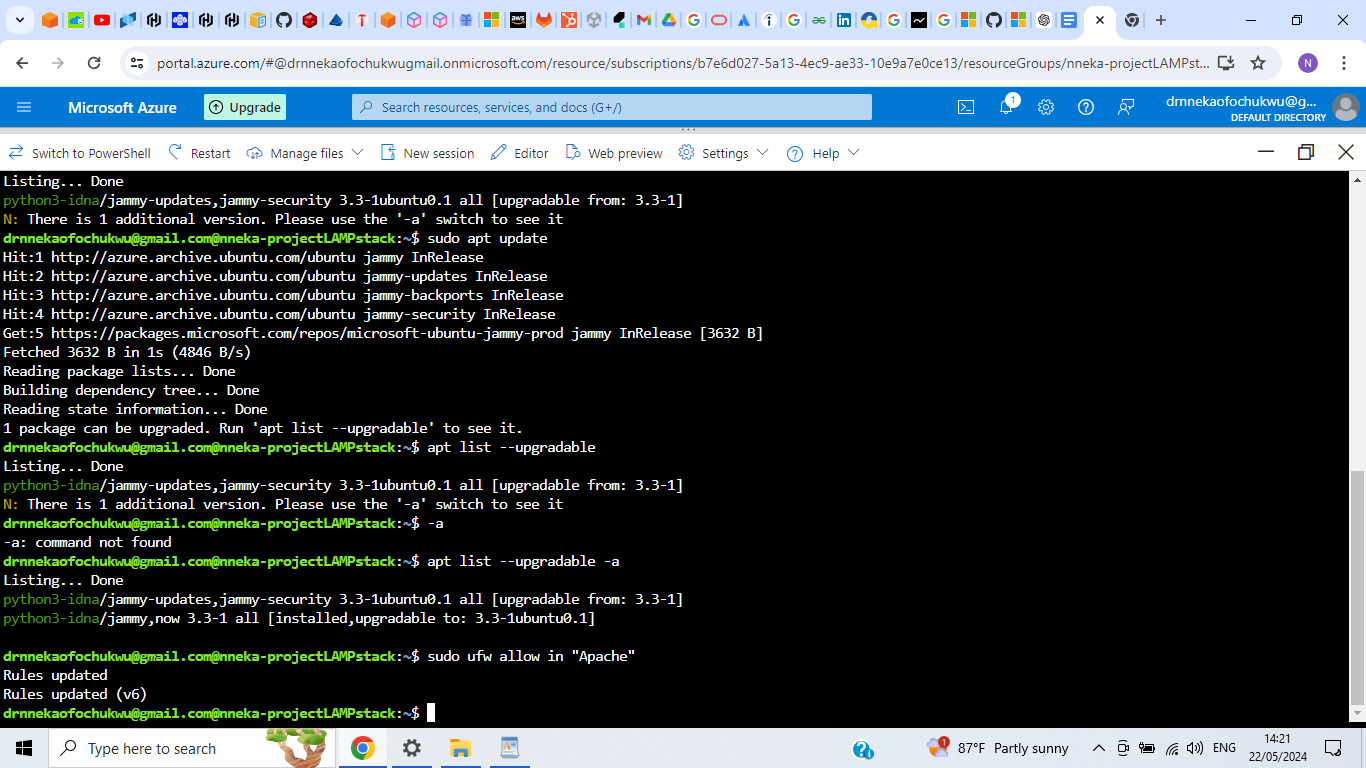 portal.azure.com/#@drnnekaofochukwugmail.onmicrosoft.com/resource/subscriptions/b7e6d027-5a13-4ec9-ae33-10e9a7e0ce13/resourceGroups/nneka-projectLAMPst...
N
Microsoft Azure
Upgrade
Search resources, services, and docs (G+/)
1
drnnekaofochukwu@g...
DEFAULT DIRECTORY
Switch to PowerShell
Restart
Manage files
New session
Editor
Web preview
Settings
Help
Listing... Done
python3-idna/jammy-updates,jammy-security 3.3-1ubuntu0.1 all [upgradable from: 3.3-1]
N: There is 1 additional version. Please use the '-a' switch to see it
drnnekaofochukwu@gmail.com@nneka-projectLAMPstack:~$ sudo apt update
Hit:1 http://azure.archive.ubuntu.com/ubuntu jammy InRelease
Hit:2 http://azure.archive.ubuntu.com/ubuntu jammy-updates InRelease
Hit:3 http://azure.archive.ubuntu.com/ubuntu jammy-backports InRelease
Hit:4 http://azure.archive.ubuntu.com/ubuntu jammy-security InRelease
Get:5 https://packages.microsoft.com/repos/microsoft-ubuntu-jammy-prod jammy InRelease [3632 B]
Fetched 3632 B in 1s (4846 B/s)
Reading package lists... Done
Building dependency tree... Done
Reading state information... Done
1 package can be upgraded. Run 'apt list --upgradable' to see it.
drnnekaofochukwu@gmail.com@nneka-projectLAMPstack:~$ apt list --upgradable
Listing... Done
python3-idna/jammy-updates,jammy-security 3.3-1ubuntu0.1 all [upgradable from: 3.3-1]
N: There is 1 additional version. Please use the '-a' switch to see it
drnnekaofochukwu@gmail.com@nneka-projectLAMPstack:~$ -a
-a: command not found
drnnekaofochukwu@gmail.com@nneka-projectLAMPstack:~$ apt list --upgradable -a
Listing... Done
python3-idna/jammy-updates,jammy-security 3.3-1ubuntu0.1 all [upgradable from: 3.3-1]
python3-idna/jammy,now 3.3-1 all [installed,upgradable to: 3.3-1ubuntu0.1]
drnnekaofochukwu@gmail.com@nneka-projectLAMPstack:~$ sudo ufw allow in "Apache"
Rules updated
Rules updated (v6)
drnnekaofochukwu@gmail.com@nneka-projectLAMPstack:~$
Type here to search
1
87°F Partly sunny
ENG
14:21
22/05/2024